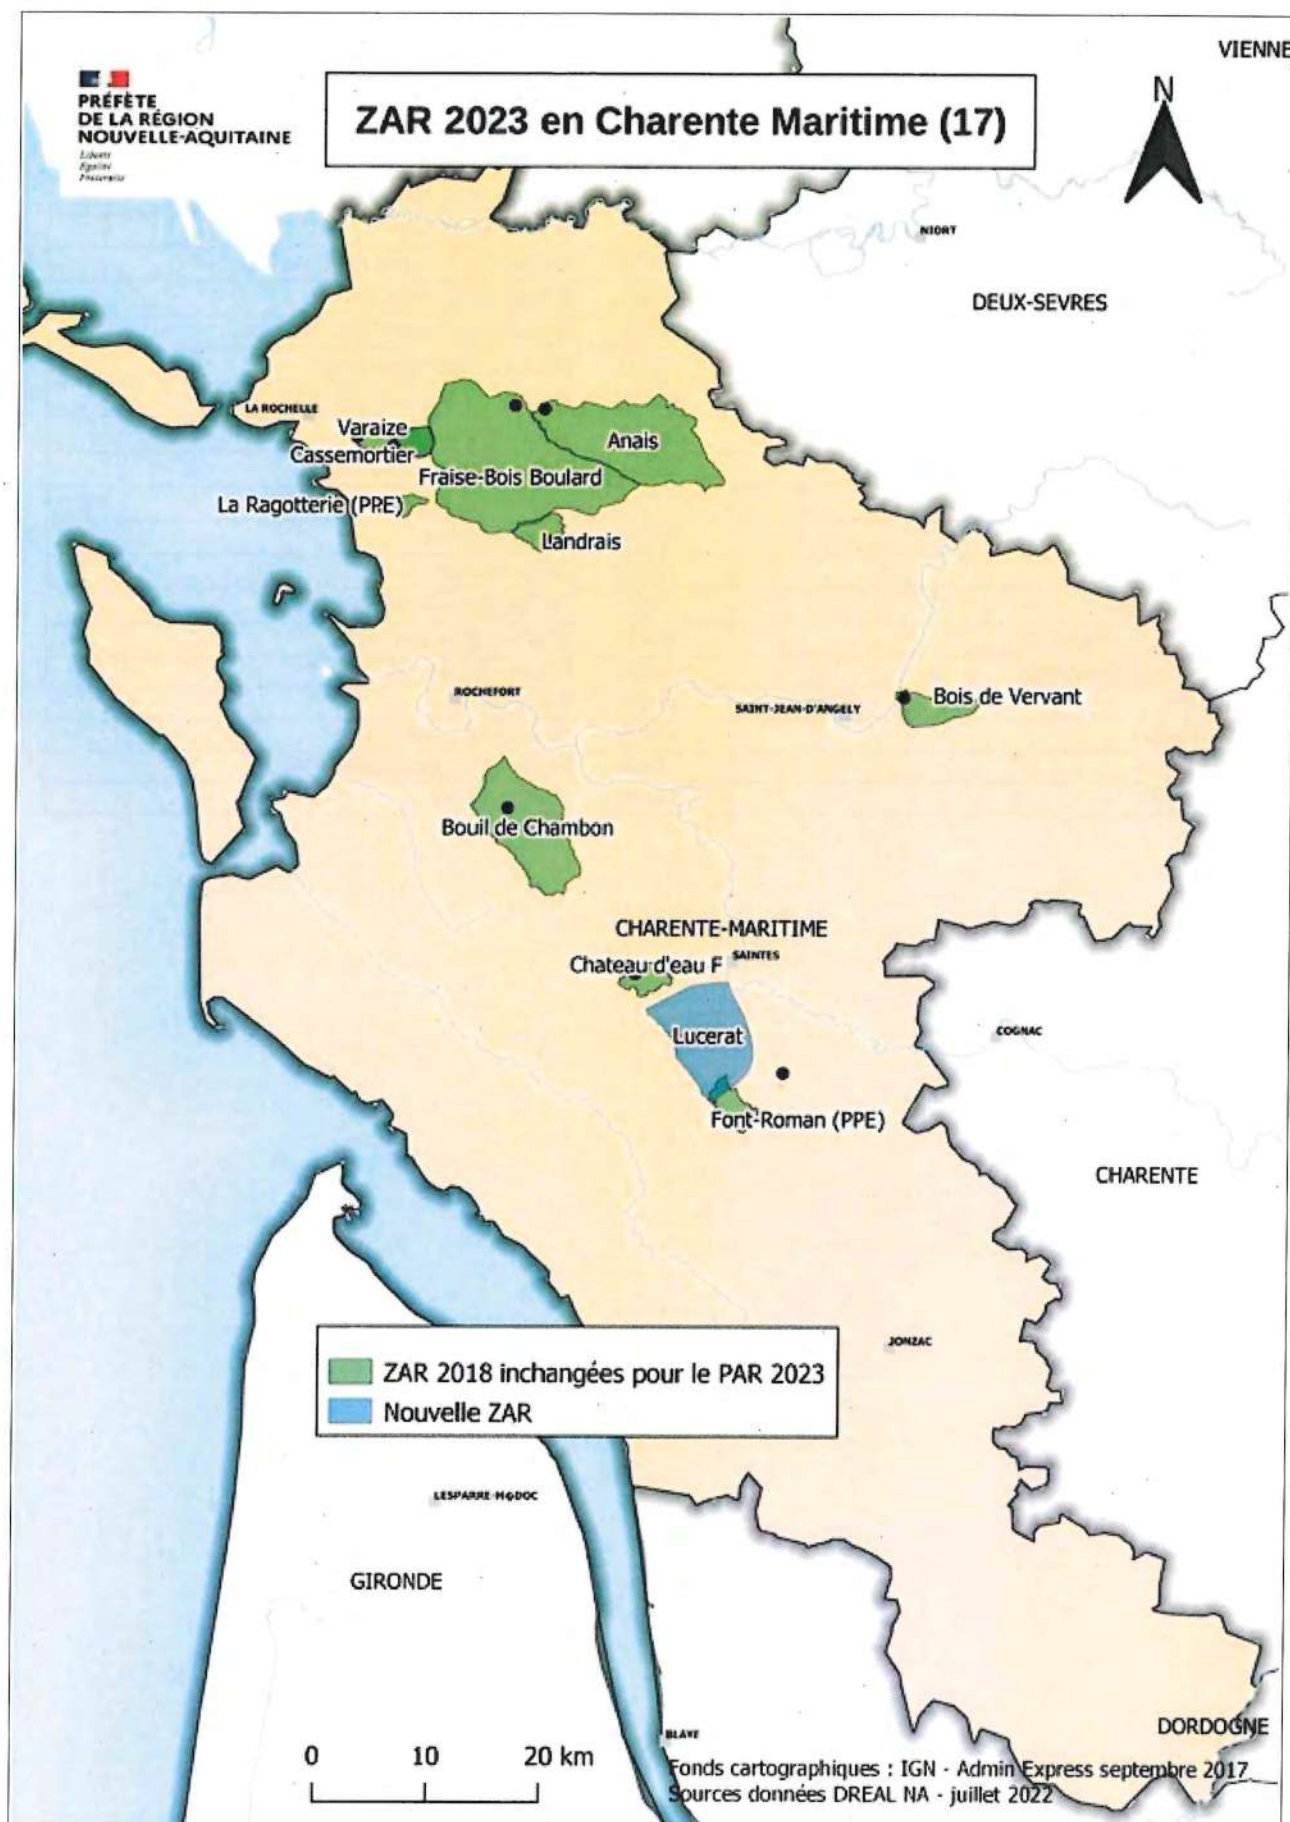 VIENNE
PRÉFÈTE
DE LA RÉGION
NOUVELLE-AQUITAINE
Liberté
Égalité
Fraternité
ZAR 2023 en Charente Maritime (17)
N
NIORT
DEUX-SEVRES
LA ROCHELLE
Varaize
Anais
Cassemortier
Fraise-Bois Boulard
La Ragotterie (PPE)
Landrais
ROCHEFORT
SAINT-JEAN-D'ANGELY
Bois de Vervant
Bouil de Chambon
CHARENTE-MARITIME
SAINTES
Chateau d'eau F
COGNAC
Lucerat
Font-Roman (PPE)
CHARENTE
JONZAC
ZAR 2018 inchangées pour le PAR 2023
Nouvelle ZAR
LESPARRE-MEDOC
GIRONDE
BLAYE
DORDOGNE
0 10 20 km
Fonds cartographiques : IGN - Admin Express septembre 2017
Sources données DREAL NA - juillet 2022